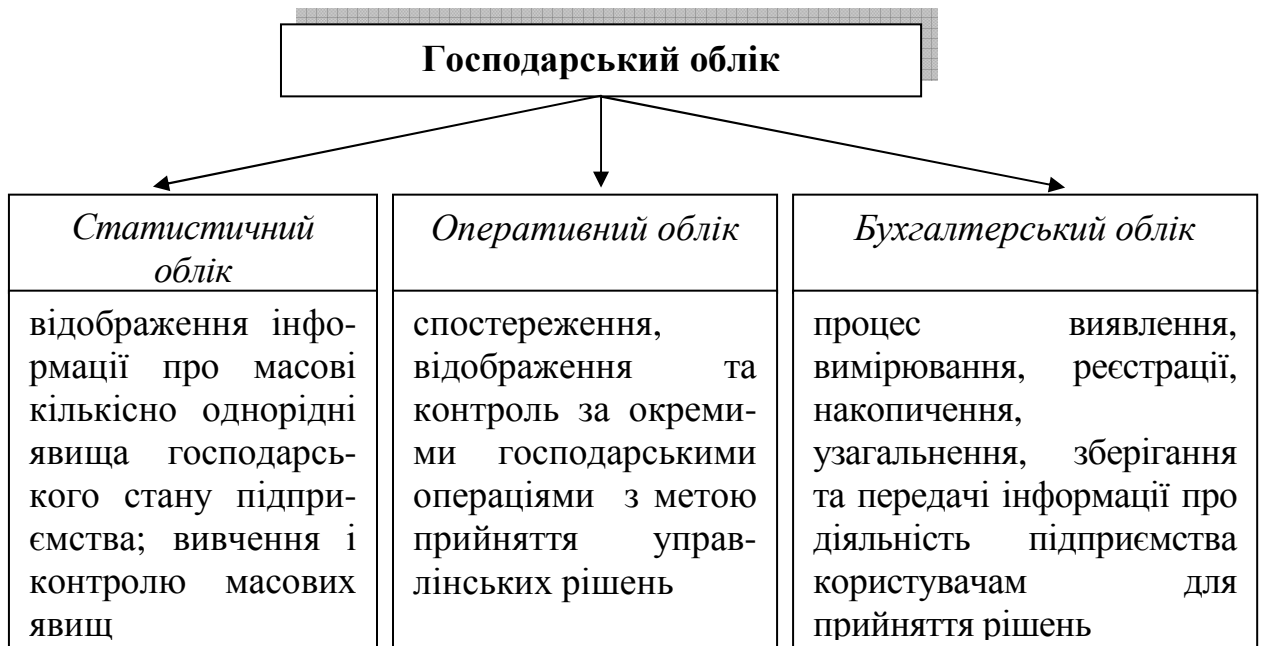 Господарський облік
Статистичний
облік
відображення інфо-
рмації про масові
кількісно однорідні
явища господарсь-
кого стану підпри-
ємства; вивчення і
контролю масових
явищ
Оперативний облік
спостереження,
відображення та
контроль за окреми-
ми господарськими
операціями з метою
прийняття управ-
лінських рішень
Бухгалтерський облік
процес виявлення,
вимірювання, реєстрації,
накопичення,
узагальнення, зберігання
та передачі інформації про
діяльність підприємства
користувачам для
прийняття рішень